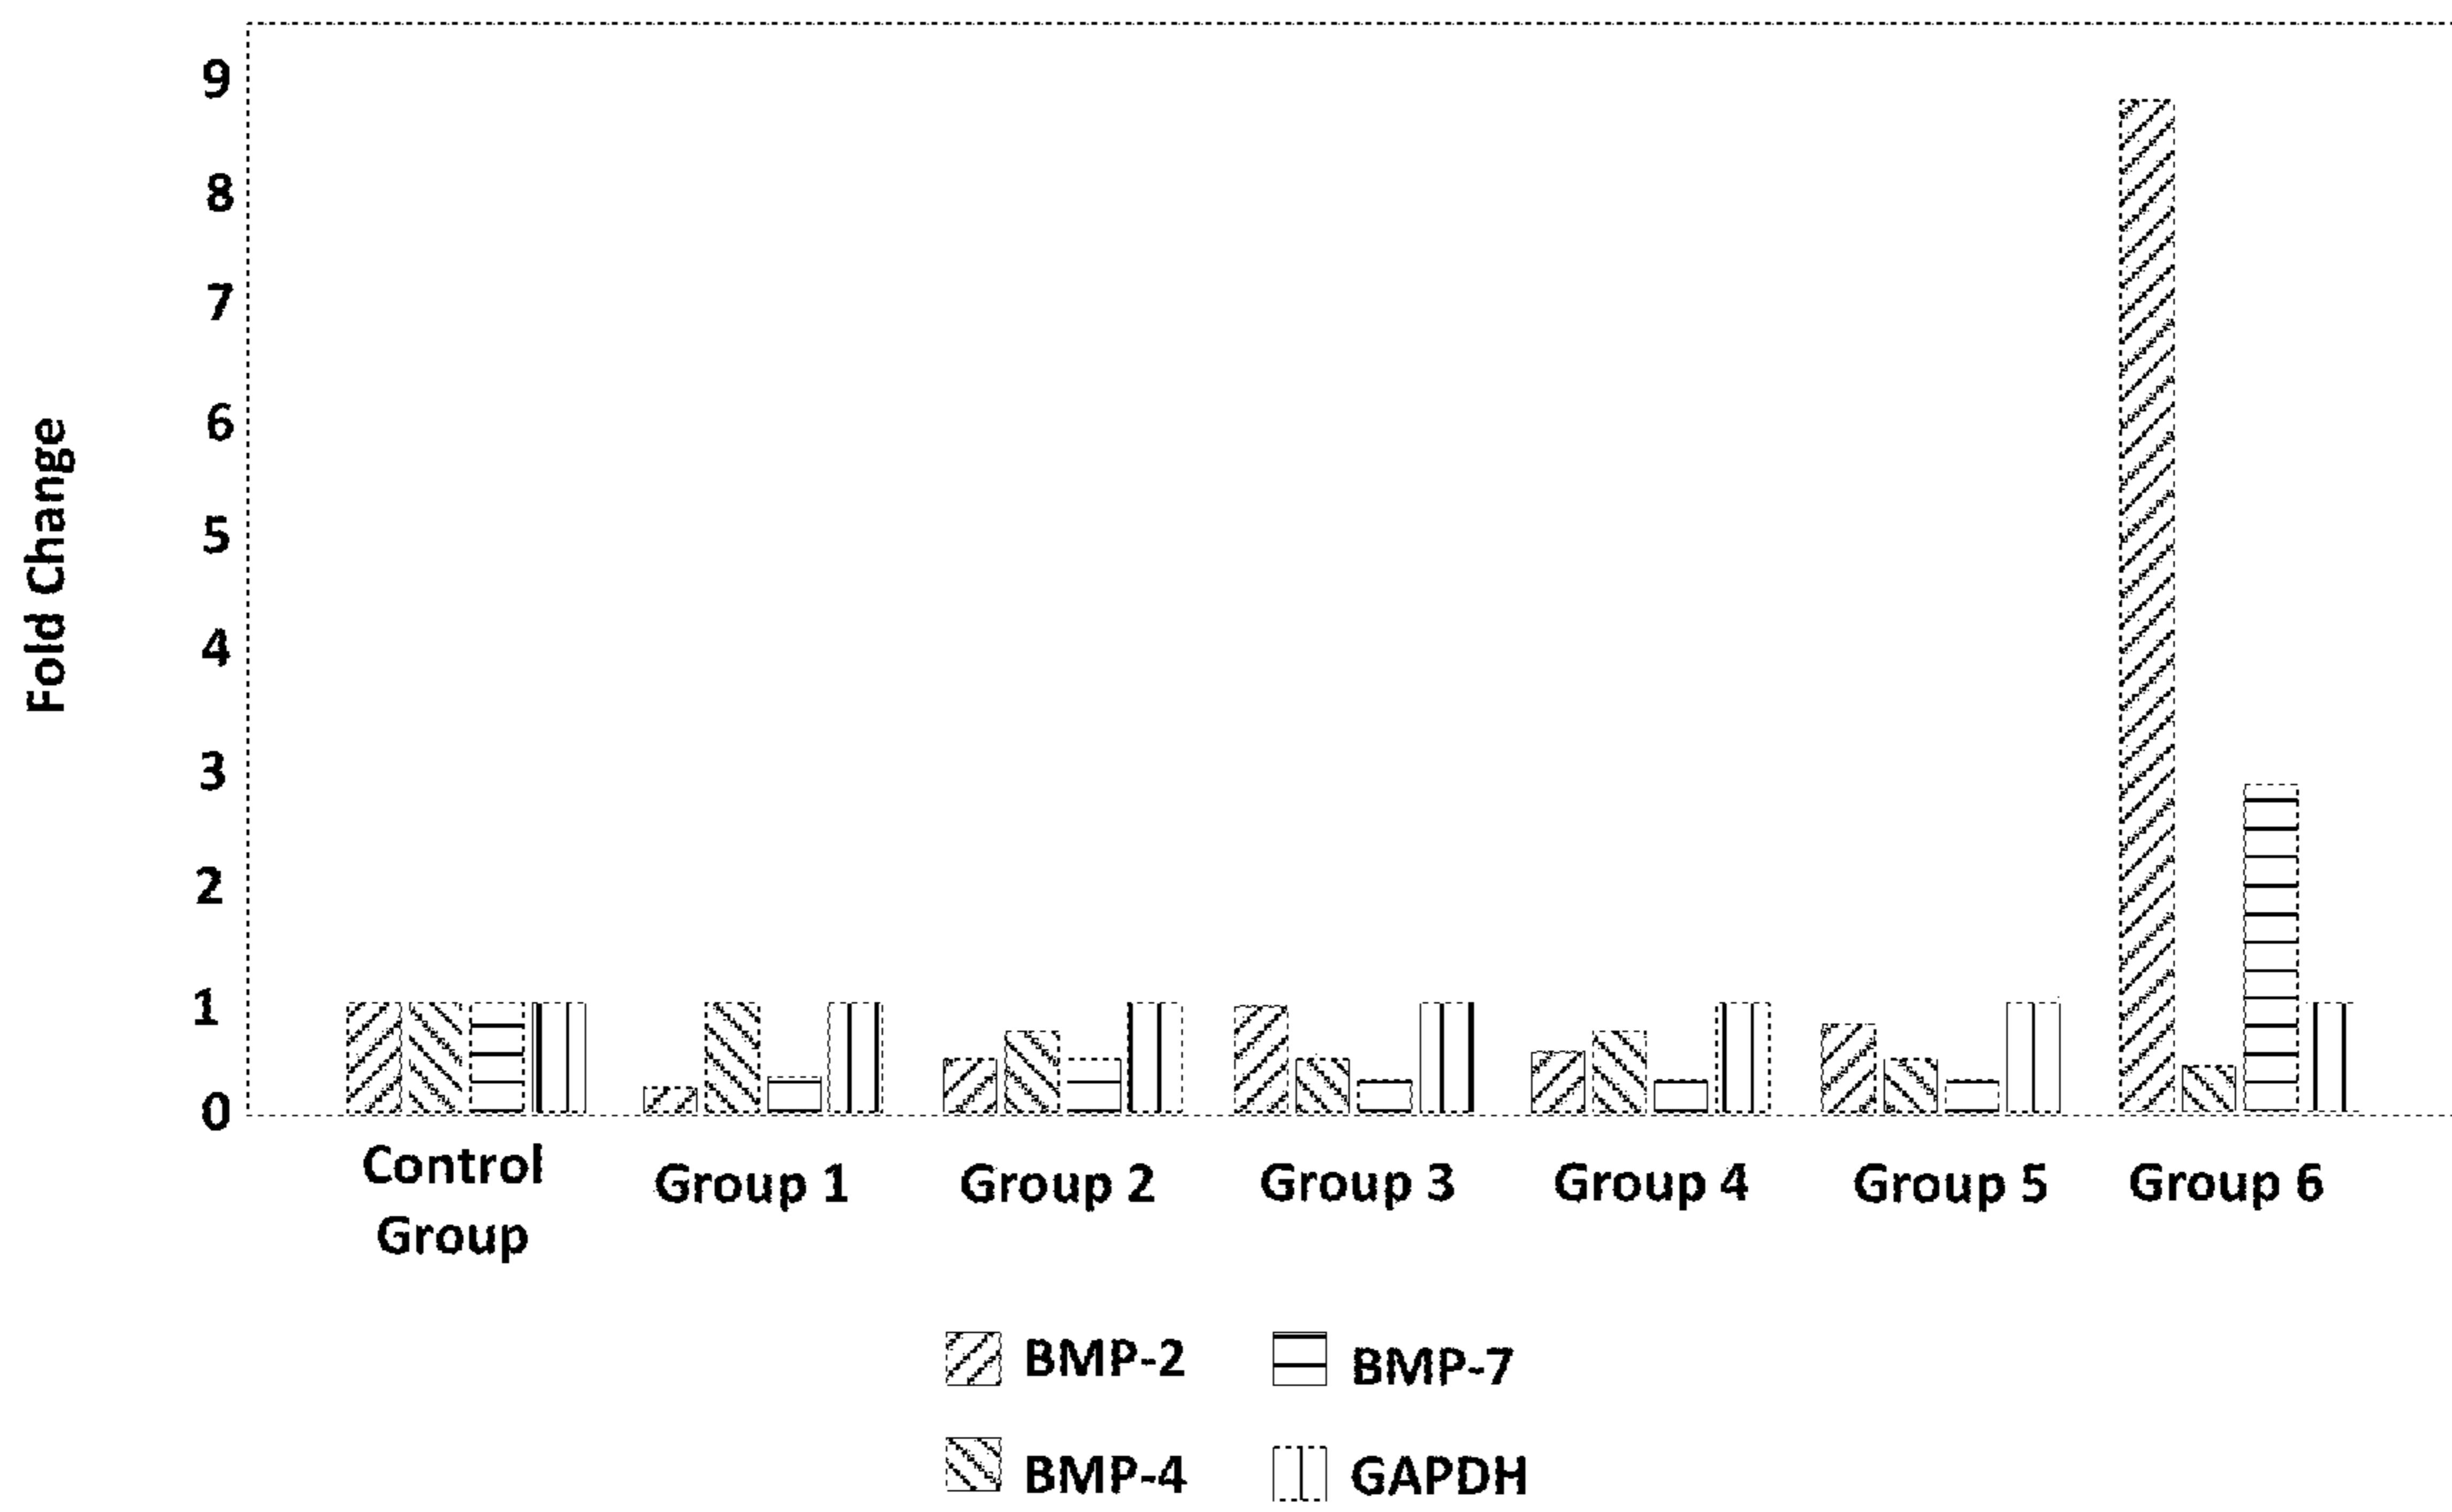 Fold Change
9
8
7
6
5
4
3
2
1
0
Control Group
Group 1
Group 2
Group 3
Group 4
Group 5
Group 6
BMP-2
BMP-7
BMP-4
GAPDH